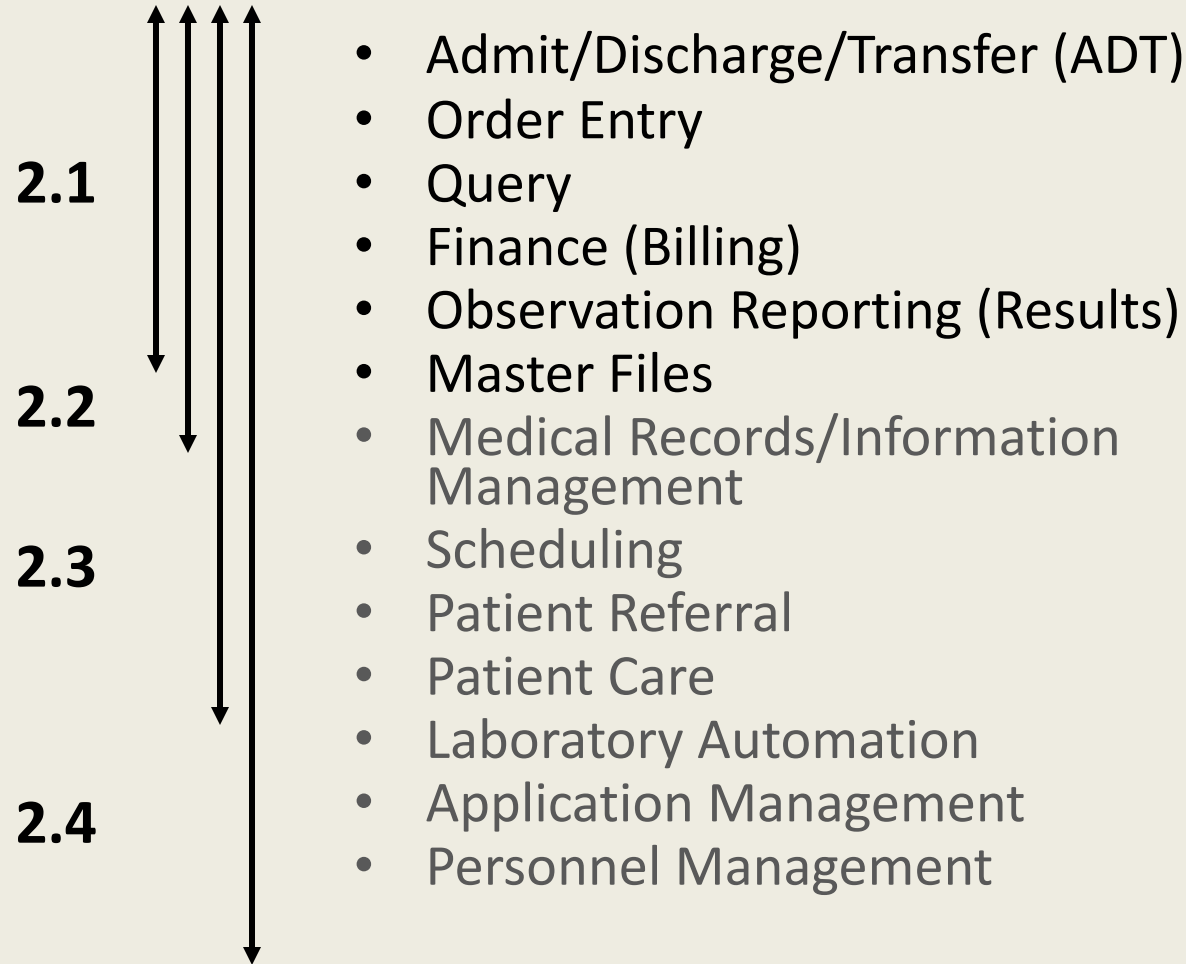 • Admit/Discharge/Transfer (ADT)
• Order Entry
2.1
• Query
• Finance (Billing)
• Observation Reporting (Results)
• Master Files
2.2
• Medical Records/Information
Management
• Scheduling
2.3
• Patient Referral
• Patient Care
• Laboratory Automation
• Application Management
2.4
• Personnel Management